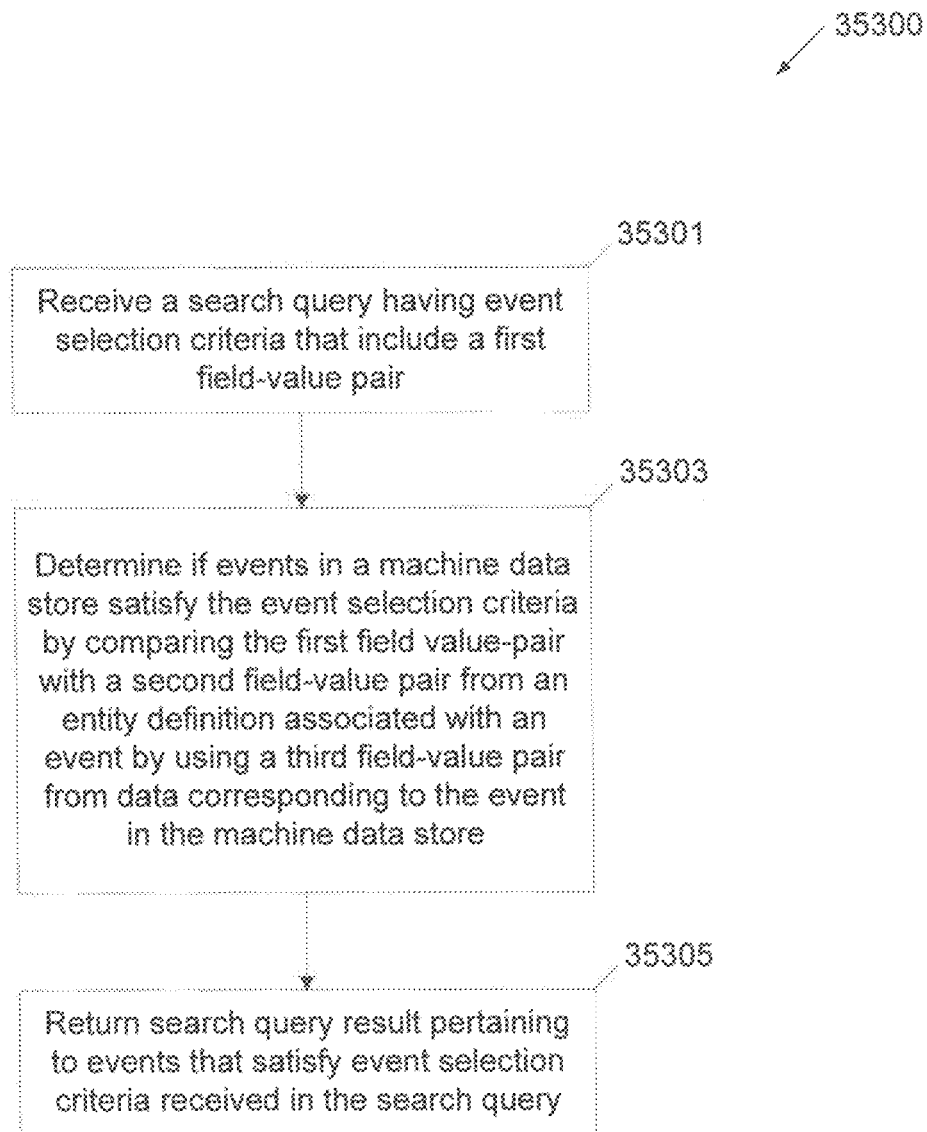 35300
35301
Receive a search query having event
selection criteria that include a first
field-value pair
35303
Determine if events in a machine data
store satisfy the event selection criteria
by comparing the first field value-pair
with a second field-value pair from an
entity definition associated with an
event by using a third field-value pair
from data corresponding to the event
in the machine data store
35305
Return search query result pertaining
to events that satisfy event selection
criteria received in the search query